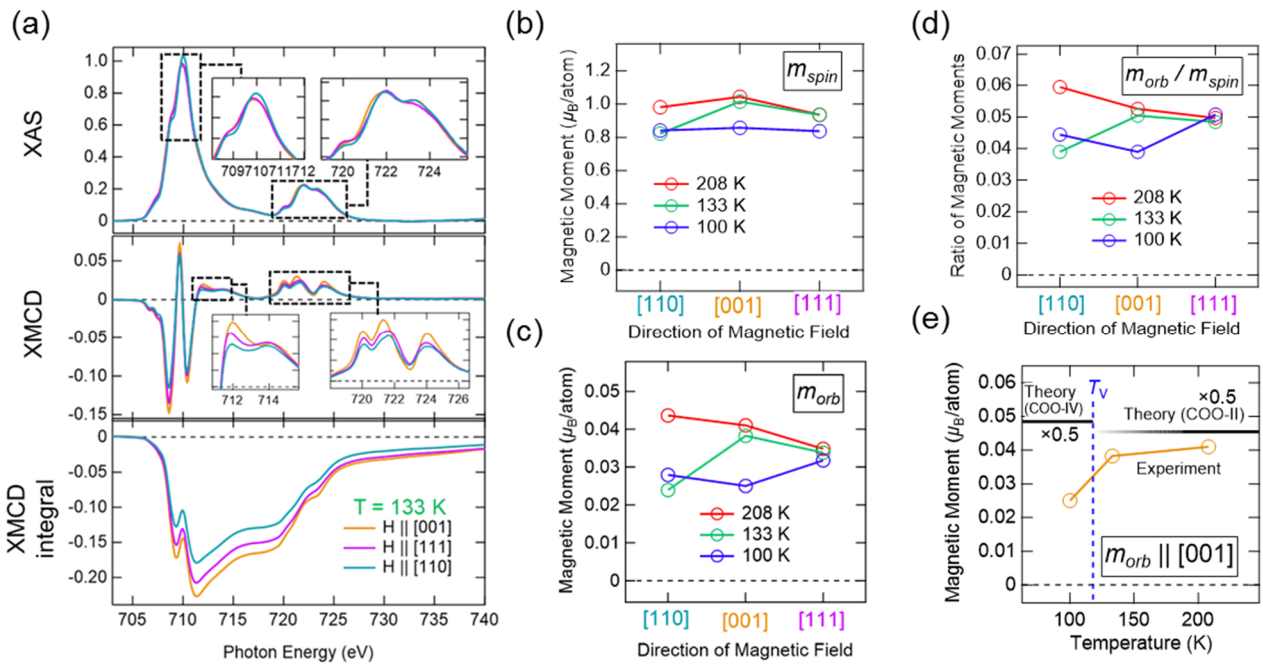 (a)
XAS
1.0
0.8
0.6
0.4
0.2
0
709 710 711 712
720 722 724
XMCD
0.05
0
-0.05
-0.10
-0.15
712 714
720 722 724 726
XMCD
integral
0
-0.05
-0.10
-0.15
-0.20
T = 133 K
H || [001]
H || [111]
H || [110]
705 710 715 720 725 730 735 740
Photon Energy (eV)
(b)
m_spin
Magnetic Moment (μB/atom)
1.2
1.0
0.8
0.6
0.4
0.2
0
208 K
133 K
100 K
[110] [001] [111]
Direction of Magnetic Field
(c)
m_orb
Magnetic Moment (μB/atom)
0.05
0.04
0.03
0.02
0.01
0
208 K
133 K
100 K
[110] [001] [111]
Direction of Magnetic Field
(d)
m_orb / m_spin
Ratio of Magnetic Moments
0.07
0.06
0.05
0.04
0.03
0.02
0.01
0
208 K
133 K
100 K
[110] [001] [111]
Direction of Magnetic Field
(e)
Magnetic Moment (μB/atom)
0.06
0.05
0.04
0.03
0.02
0.01
0
Theory
(COO-IV)
×0.5
TV
×0.5
Theory (COO-II)
Experiment
m_orb || [001]
100 150 200
Temperature (K)